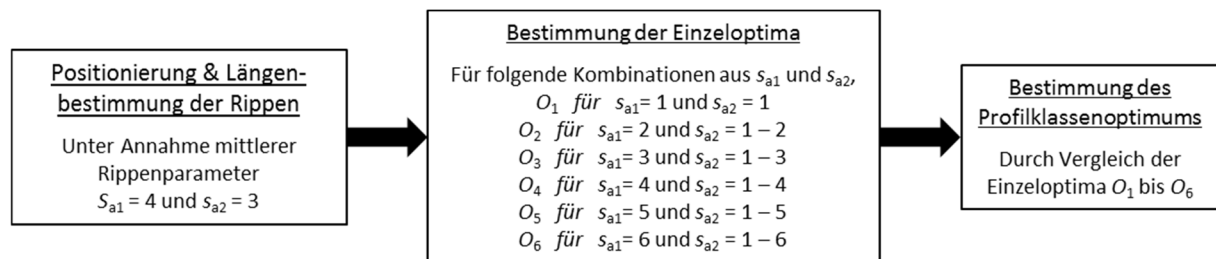 Positionierung & Längen-
bestimmung der Rippen
Unter Annahme mittlerer
Rippenparameter
Sa1 = 4 und sa2 = 3
Bestimmung der Einzeloptima
Für folgende Kombinationen aus sa1 und sa2,
O1 für sa1= 1 und sa2 = 1
O2 für sa1= 2 und sa2 = 1 – 2
O3 für sa1= 3 und sa2 = 1 – 3
O4 für sa1= 4 und sa2 = 1 – 4
O5 für sa1= 5 und sa2 = 1 – 5
O6 für sa1= 6 und sa2 = 1 – 6
Bestimmung des
Profilklassenoptimums
Durch Vergleich der
Einzeloptima O1 bis O6